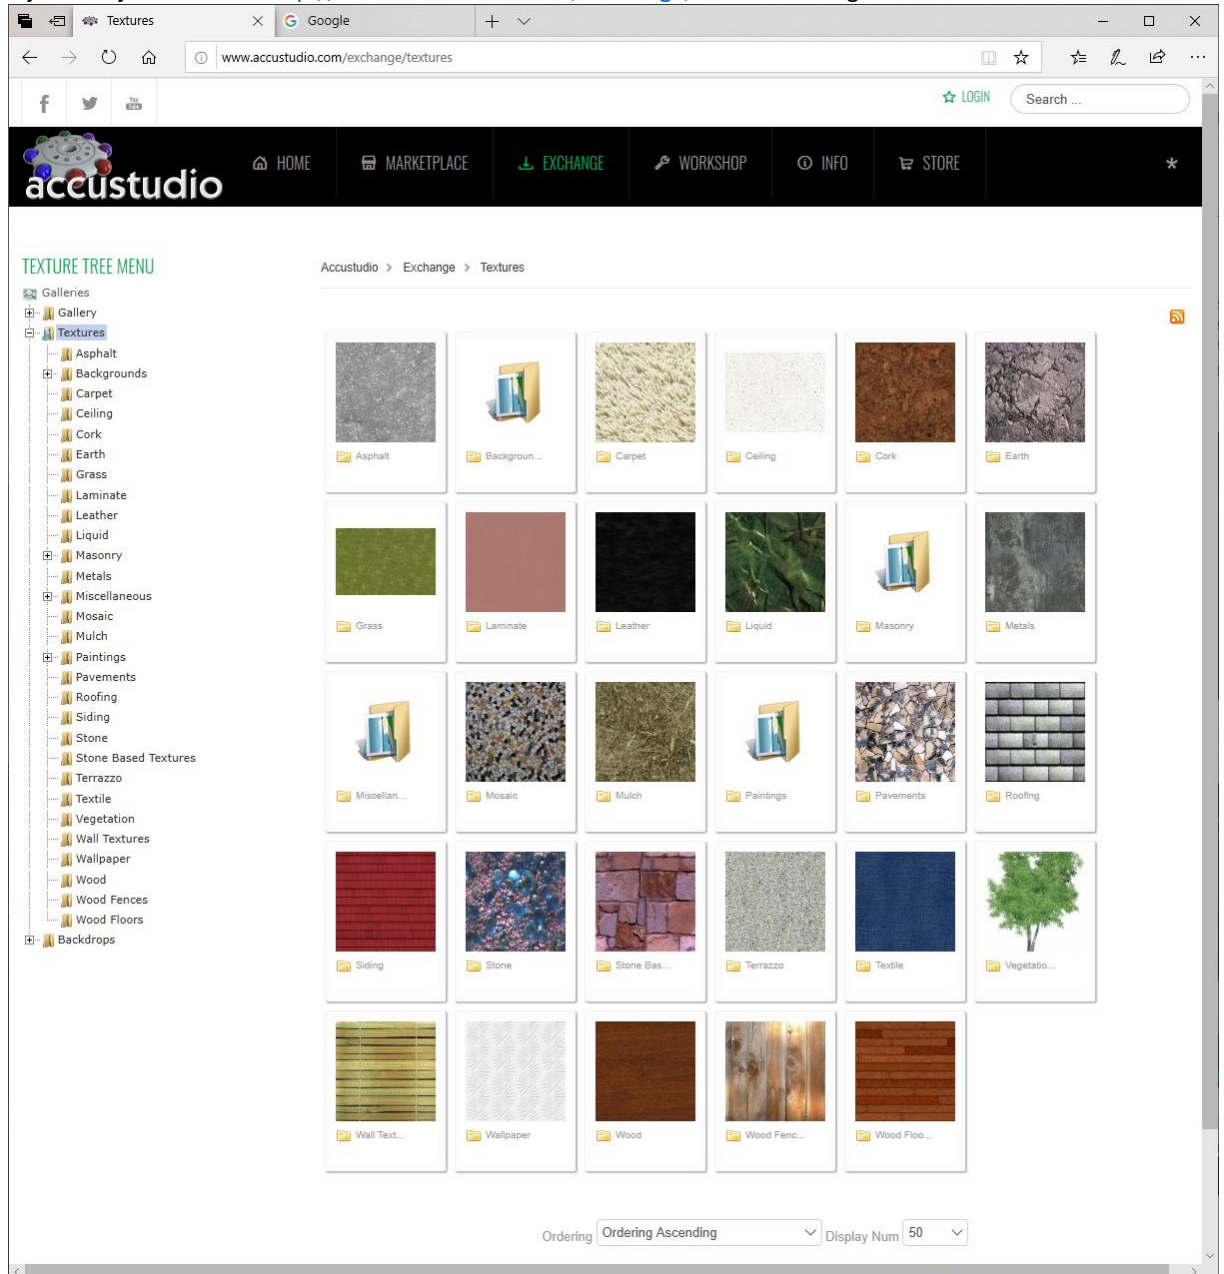 Textures
Google
www.accustudio.com/exchange/textures
LOGIN
Search ...
accustudio
HOME
MARKETPLACE
EXCHANGE
WORKSHOP
INFO
STORE
TEXTURE TREE MENU
Galleries
Gallery
Textures
Asphalt
Backgrounds
Carpet
Ceiling
Cork
Earth
Grass
Laminate
Leather
Liquid
Masonry
Metals
Miscellaneous
Mosaic
Mulch
Paintings
Pavements
Roofing
Siding
Stone
Stone Based Textures
Terrazzo
Textile
Vegetation
Wall Textures
Wallpaper
Wood
Wood Fences
Wood Floors
Backdrops
Accustudio > Exchange > Textures
Asphalt
Backgroun...
Carpet
Ceiling
Cork
Earth
Grass
Laminate
Leather
Liquid
Masonry
Metals
Miscellan...
Mosaic
Mulch
Paintings
Pavements
Roofing
Siding
Stone
Stone Bas...
Terrazzo
Textile
Vegetatio...
Wall Text...
Wallpaper
Wood
Wood Fenc...
Wood Floo...
Ordering Ordering Ascending Display Num 50